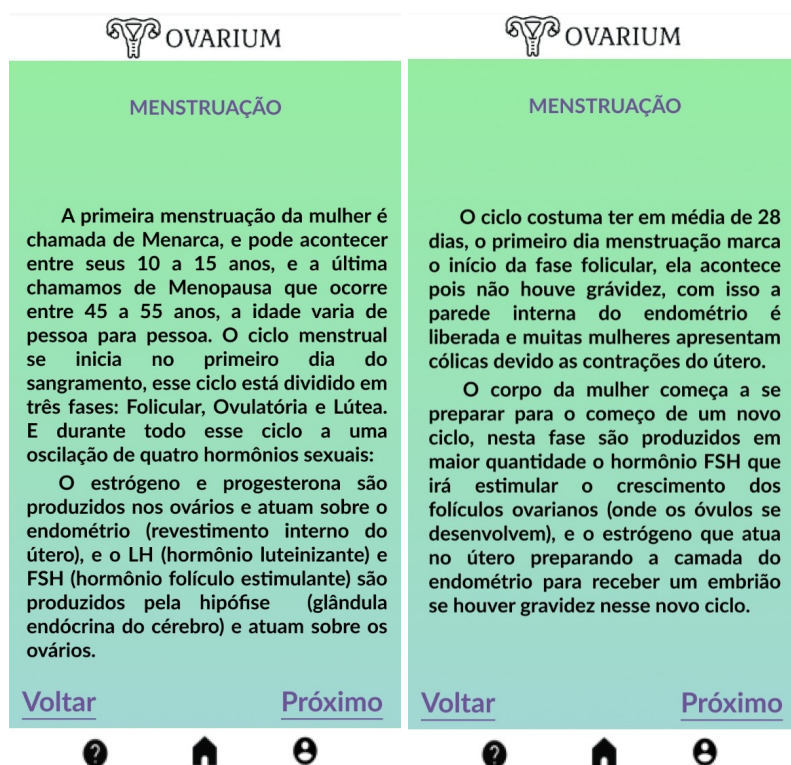 OVARIUM
MENSTRUAÇÃO
A primeira menstruação da mulher é
chamada de Menarca, e pode acontecer
entre seus 10 a 15 anos, e a última
chamamos de Menopausa que ocorre
entre 45 a 55 anos, a idade varia de
pessoa para pessoa. O ciclo menstrual
se inicia no primeiro dia do
sangramento, esse ciclo está dividido em
três fases: Folicular, Ovulatória e Lútea.
E durante todo esse ciclo a uma
oscilação de quatro hormônios sexuais:
O estrógeno e progesterona são
produzidos nos ovários e atuam sobre o
endométrio (revestimento interno do
útero), e o LH (hormônio luteinizante) e
FSH (hormônio folículo estimulante) são
produzidos pela hipófise (glândula
endócrina do cérebro) e atuam sobre os
ovários.
Voltar
Próximo
OVARIUM
MENSTRUAÇÃO
O ciclo costuma ter em média de 28
dias, o primeiro dia menstruação marca
o início da fase folicular, ela acontece
pois não houve grávidez, com isso a
parede interna do endométrio é
liberada e muitas mulheres apresentam
cólicas devido as contrações do útero.
O corpo da mulher começa a se
preparar para o começo de um novo
ciclo, nesta fase são produzidos em
maior quantidade o hormônio FSH que
irá estimular o crescimento dos
folículos ovarianos (onde os óvulos se
desenvolvem), e o estrógeno que atua
no útero preparando a camada do
endométrio para receber um embrião
se houver gravidez nesse novo ciclo.
Voltar
Próximo